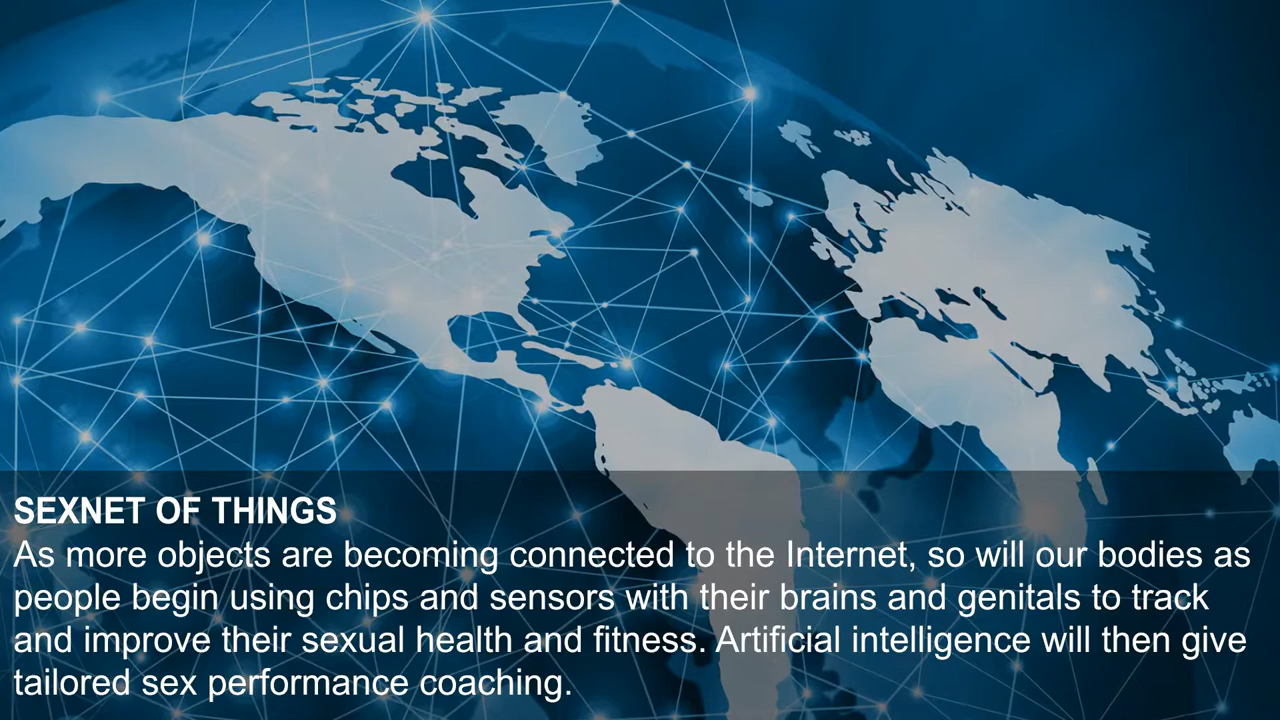 SEXNET OF THINGS
As more objects are becoming connected to the Internet, so will our bodies as
people begin using chips and sensors with their brains and genitals to track
and improve their sexual health and fitness. Artificial intelligence will then give
tailored sex performance coaching.